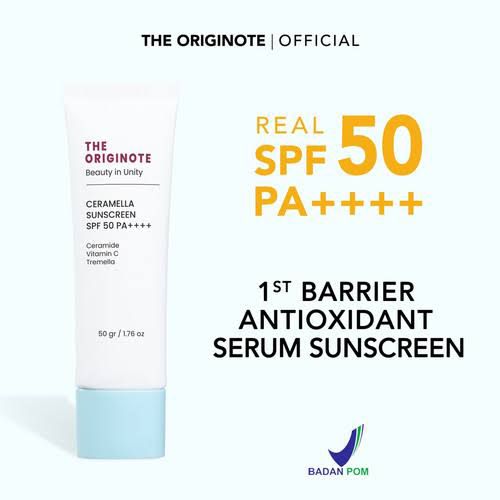 THE ORIGINOTE | OFFICIAL
THE
ORIGINOTE
Beauty in Unity
CERAMELLA
SUNSCREEN
SPF 50 PA++++
Ceramide
Vitamin C
Tremella
50 gr / 1.76 oz
REAL
SPF 50
PA++++
1ST BARRIER
ANTIOXIDANT
SERUM SUNSCREEN
BADAN POM